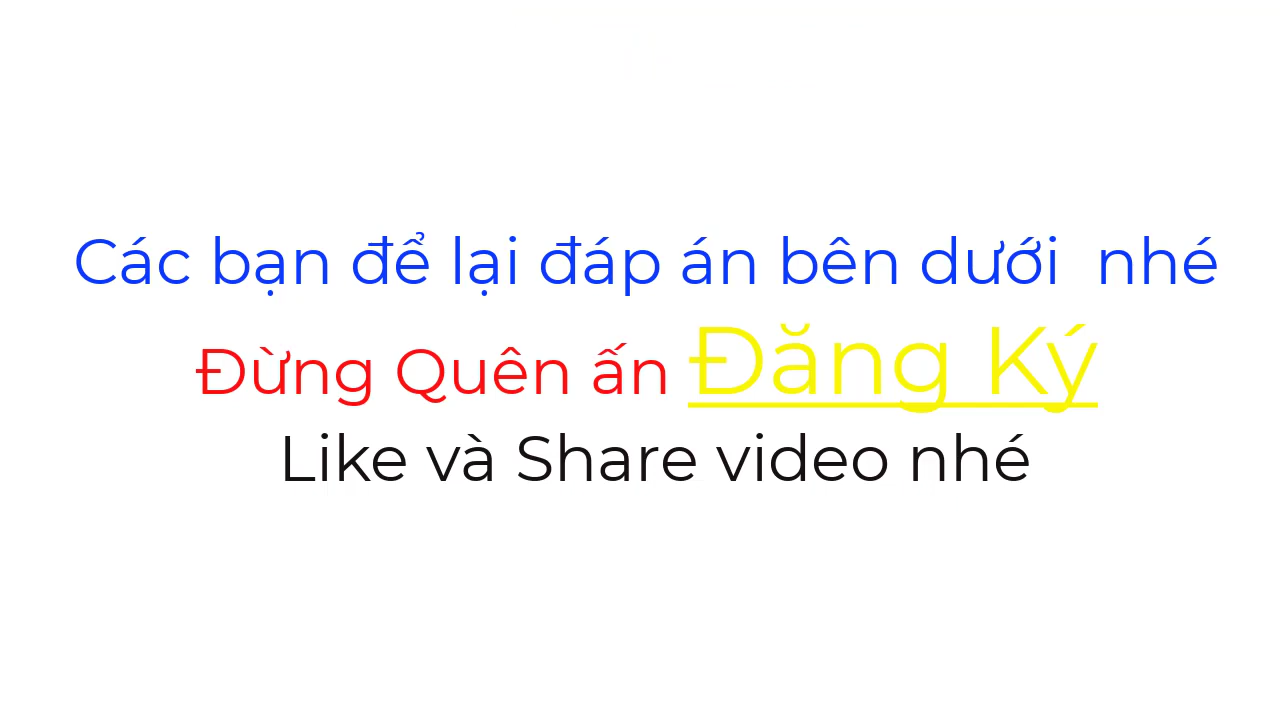 Các bạn để lại đáp án bên dưới  nhé
Đừng Quên ấn Đăng Ký
Like và Share video nhé